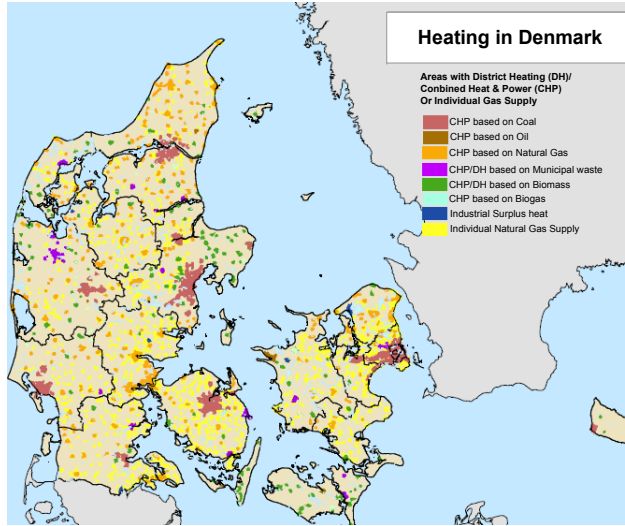 Heating in Denmark
Areas with District Heating (DH)/
Conbined Heat & Power (CHP)
Or Individual Gas Supply
CHP based on Coal
CHP based on Oil
CHP based on Natural Gas
CHP/DH based on Municipal waste
CHP/DH based on Biomass
CHP based on Biogas
Industrial Surplus heat
Individual Natural Gas Supply